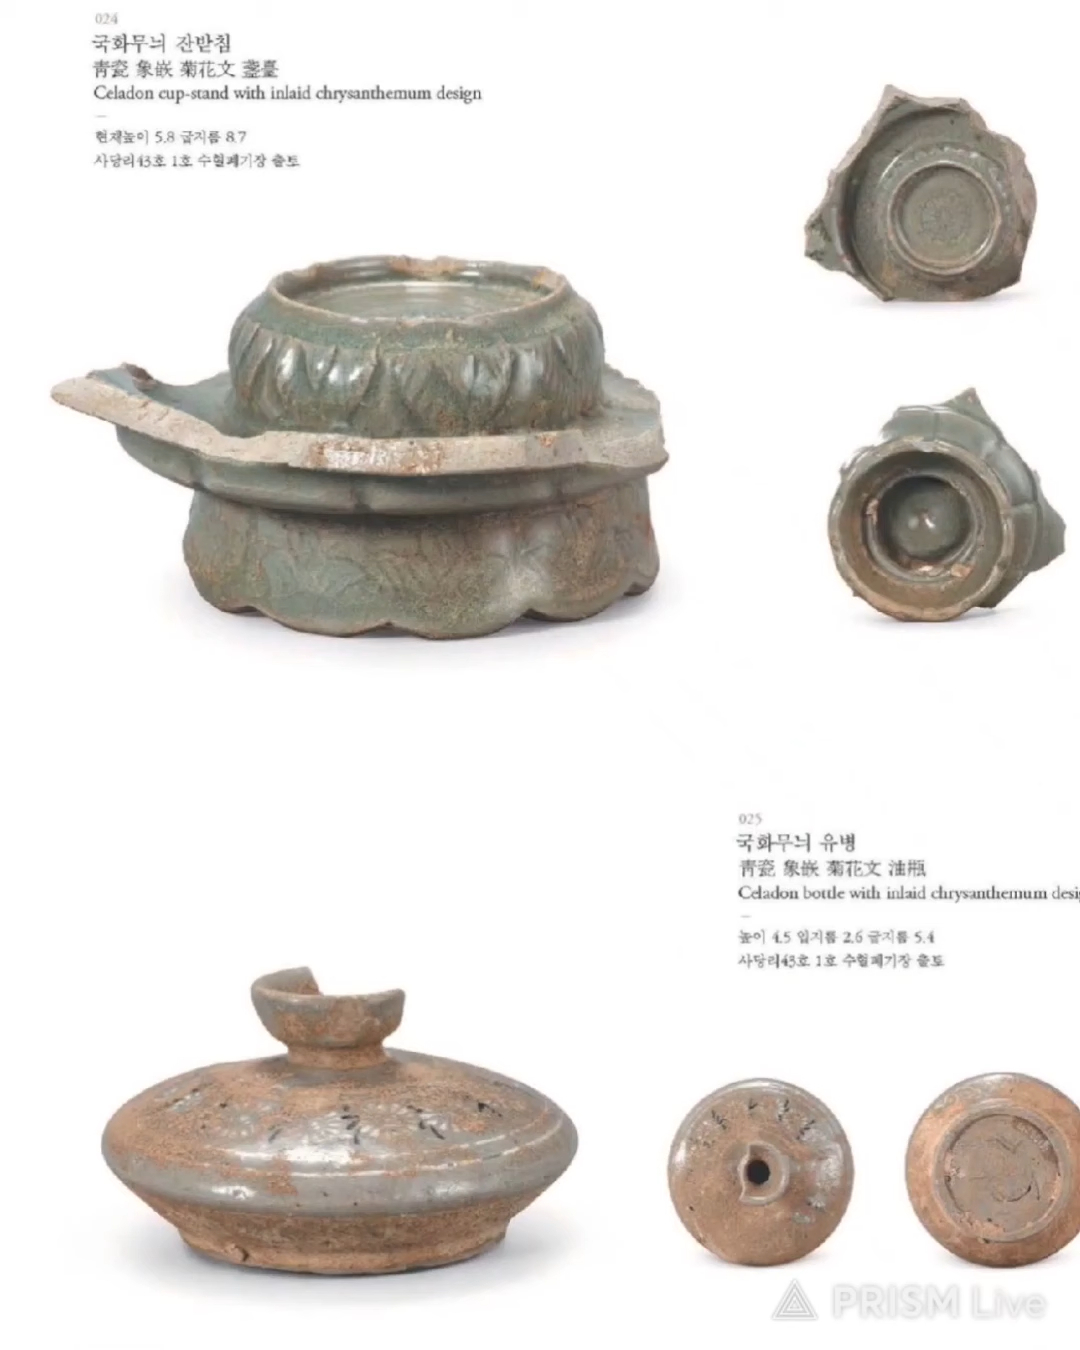 024
국화무늬 잔받침
靑瓷 象嵌 菊花文 盞臺
Celadon cup-stand with inlaid chrysanthemum design
현재높이 5.8 굽지름 8.7
사당리43호 1호 수혈폐기장 출토
025
국화무늬 유병
靑瓷 象嵌 菊花文 油甁
Celadon bottle with inlaid chrysanthemum desi
높이 4.5 입지름 2.6 굽지름 5.4
사당리43호 1호 수혈폐기장 출토
PRISM Live